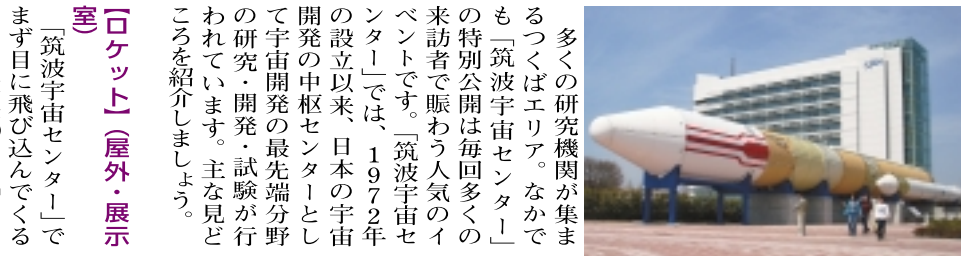 多くの研究機関が集ま
るつくばエリア。なかで
も「筑波宇宙センター」
の特別公開は毎回多くの
来訪者で賑わう人気のイ
ベントです。「筑波宇宙セ
ンター」では、1972年
の設立以来、日本の宇宙
開発の中枢センターとし
て宇宙開発の最先端分野
の研究・開発・試験が行
われています。主な見ど
ころを紹介しましょう。
【ロケット】（屋外・展示
室）
「筑波宇宙センター」で
まず目に飛び込んでくる